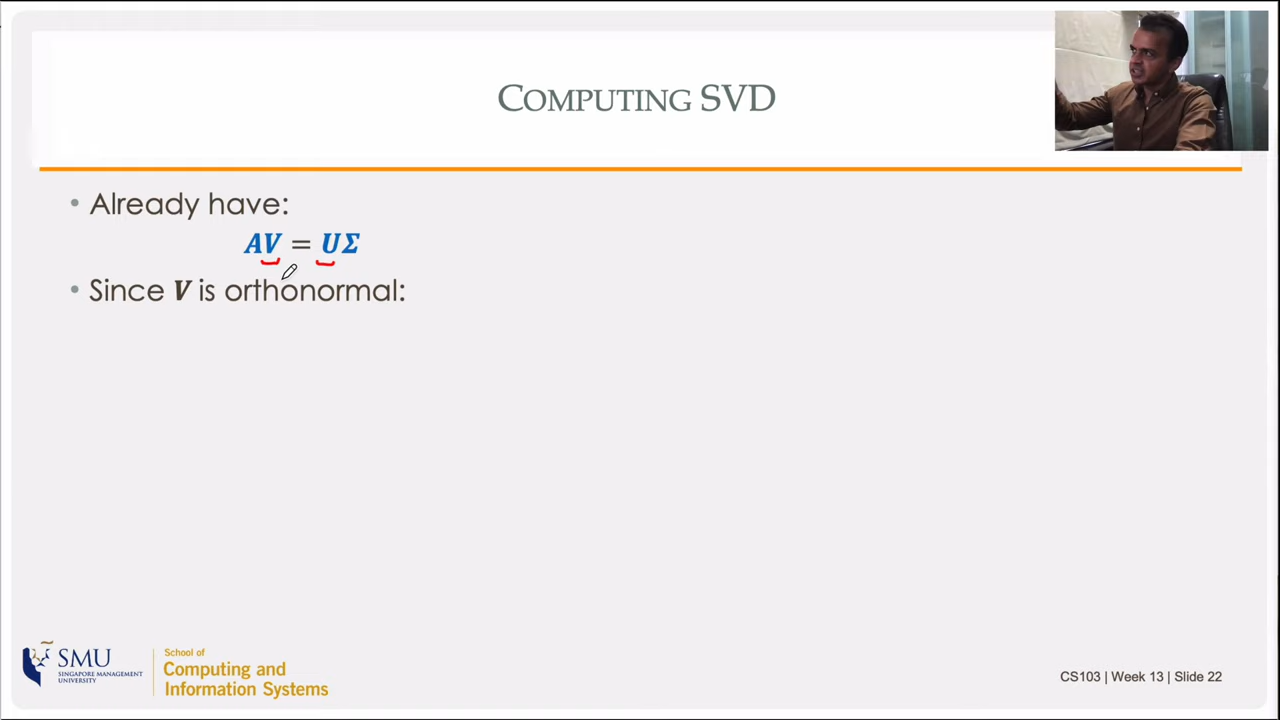 COMPUTING SVD
• Already have:
AV = UΣ
• Since V is orthonormal:
SMU
SINGAPORE MANAGEMENT
UNIVERSITY
School of
Computing and
Information Systems
CS103 | Week 13 | Slide 22